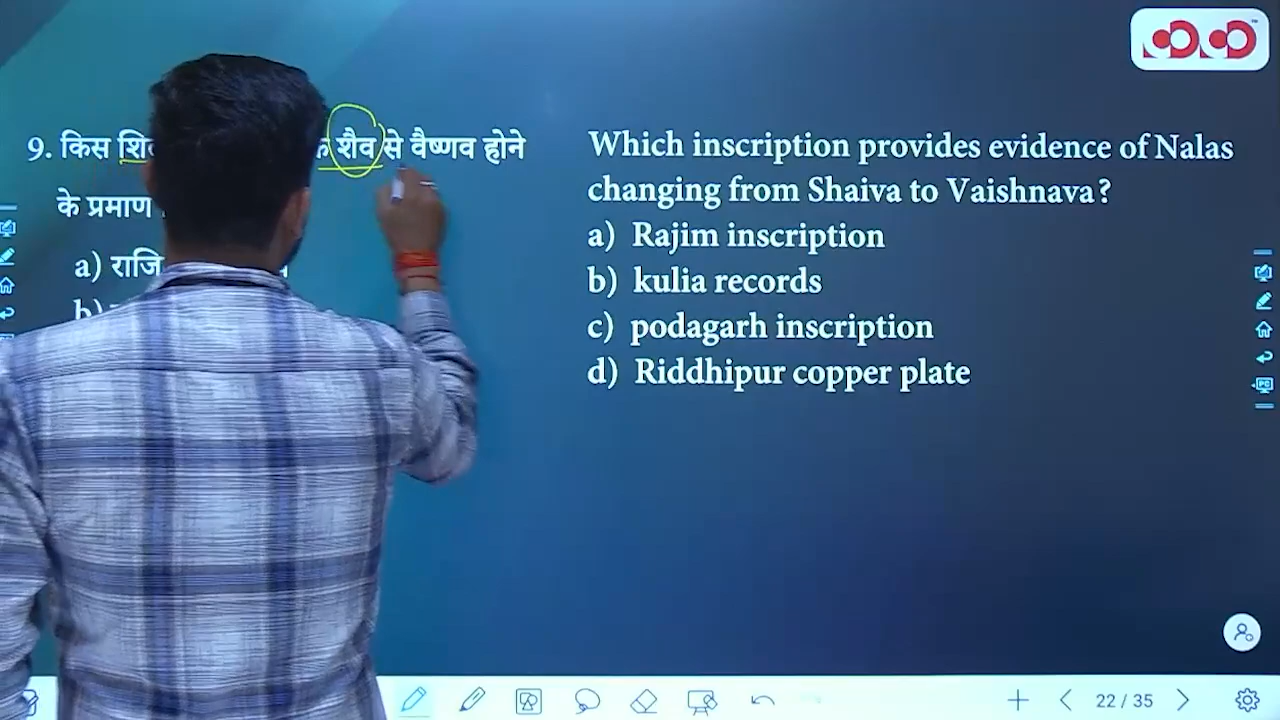 9. किस
शैव से वैष्णव होने
के प्रमाण
a)
b)
Which inscription provides evidence of Nalas
changing from Shaiva to Vaishnava?
a) Rajim inscription
b) kulia records
c) podagarh inscription
d) Riddhipur copper plate
22 / 35